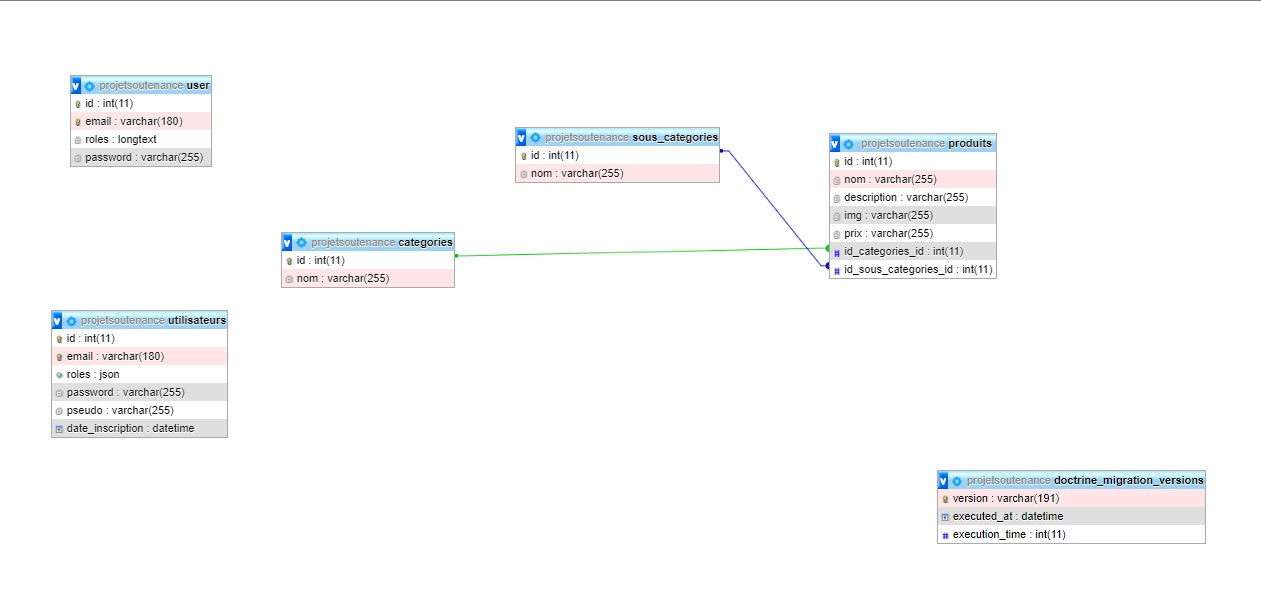 projetsoutenance user
id : int(11)
email : varchar(180)
roles : longtext
password : varchar(255)
projetsoutenance sous_categories
id : int(11)
nom : varchar(255)
projetsoutenance produits
id : int(11)
nom : varchar(255)
description : varchar(255)
img : varchar(255)
prix : varchar(255)
id_categories_id : int(11)
id_sous_categories_id : int(11)
projetsoutenance categories
id : int(11)
nom : varchar(255)
projetsoutenance utilisateurs
id : int(11)
email : varchar(180)
roles : json
password : varchar(255)
pseudo : varchar(255)
date_inscription : datetime
projetsoutenance doctrine_migration_versions
version : varchar(191)
executed_at : datetime
execution_time : int(11)